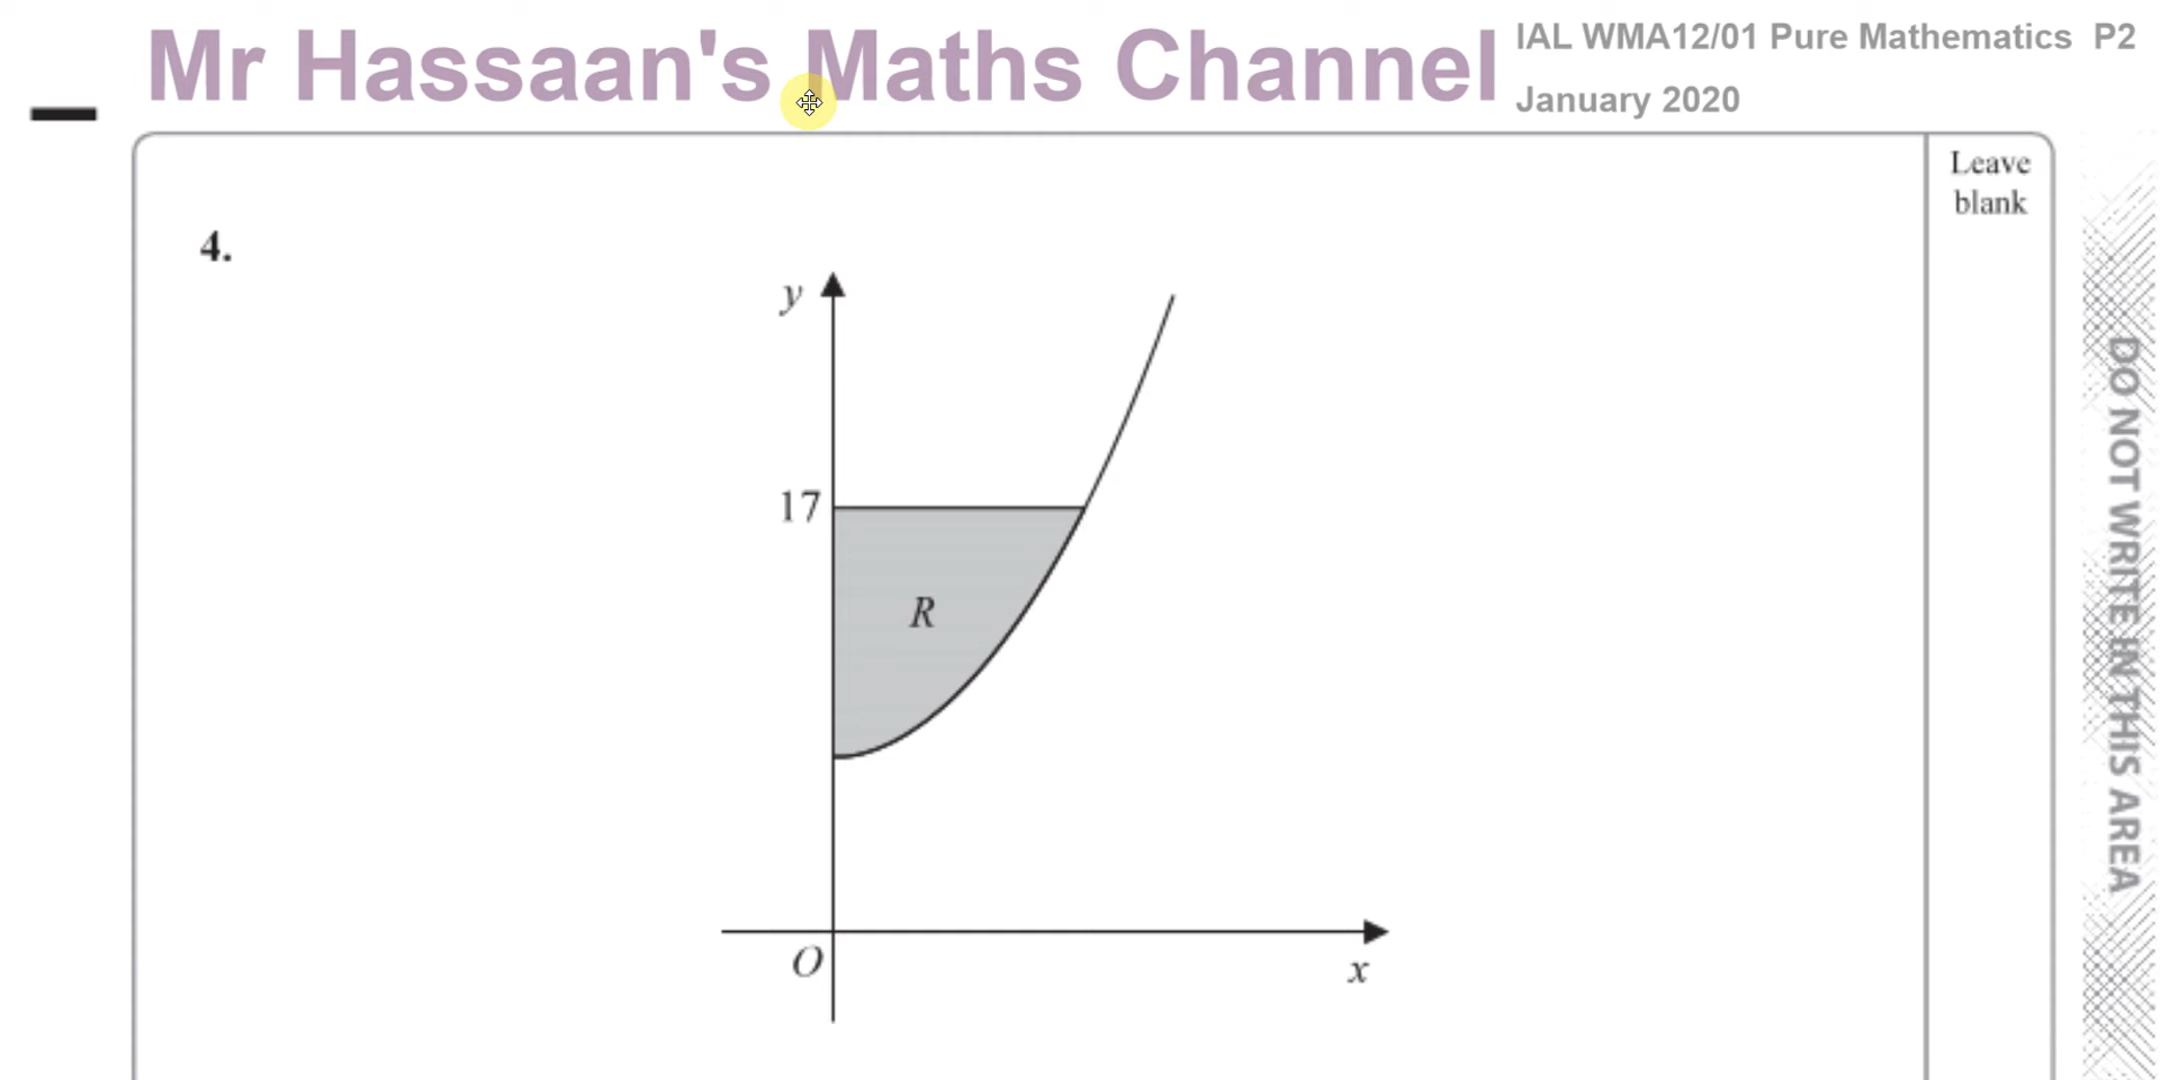 Mr Hassaan's Maths Channel
IAL WMA12/01 Pure Mathematics P2
January 2020
Leave
blank
4.
y
17
R
O
x
DO NOT WRITE IN THIS AREA